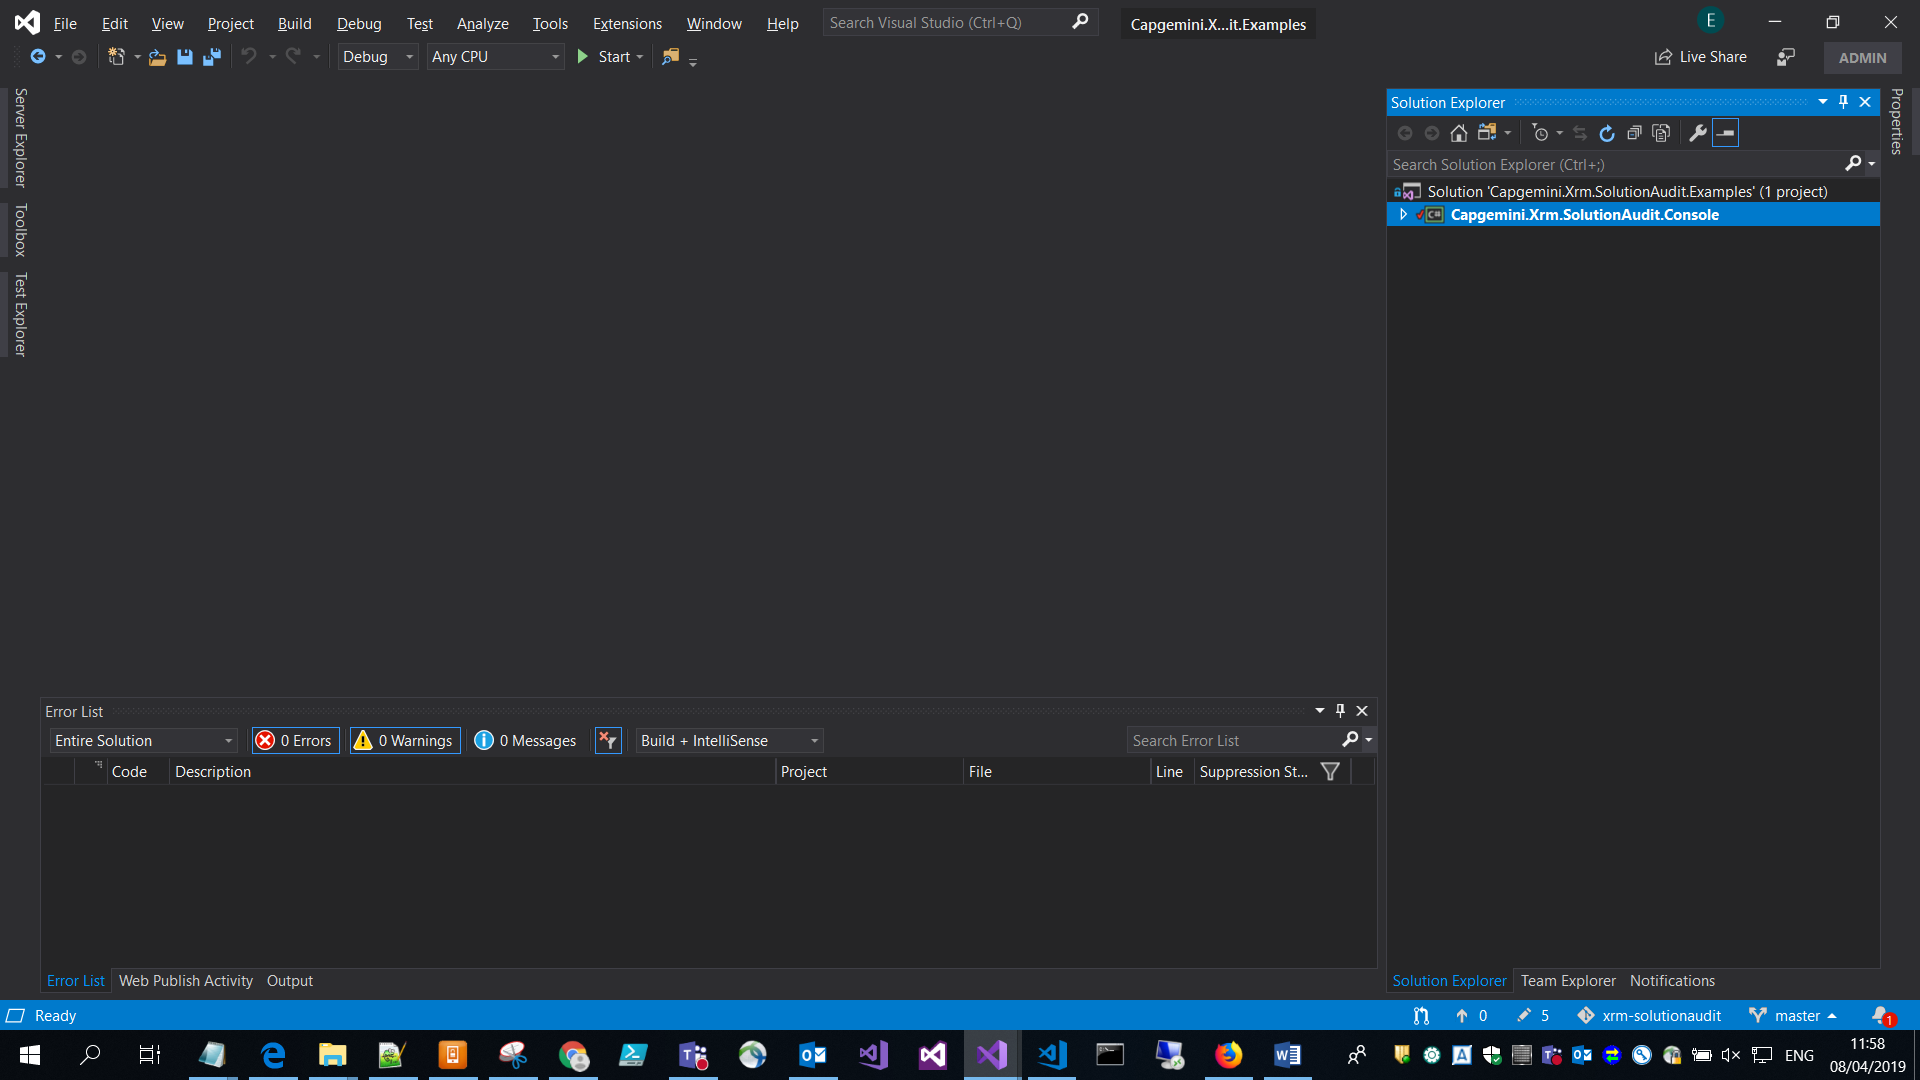 File Edit View Project Build Debug Test Analyze Tools Extensions Window Help Search Visual Studio (Ctrl+Q) Capgemini.X...it.Examples E
Debug Any CPU Start Live Share ADMIN
Server Explorer
Toolbox
Test Explorer
Solution Explorer
Properties
Search Solution Explorer (Ctrl+;)
Solution 'Capgemini.Xrm.SolutionAudit.Examples' (1 project)
C# Capgemini.Xrm.SolutionAudit.Console
Error List
Entire Solution 0 Errors 0 Warnings 0 Messages Build + IntelliSense Search Error List
Code Description Project File Line Suppression St...
Error List Web Publish Activity Output
Solution Explorer Team Explorer Notifications
Ready 0 5 xrm-solutionaudit master 1
ENG 11:58
08/04/2019